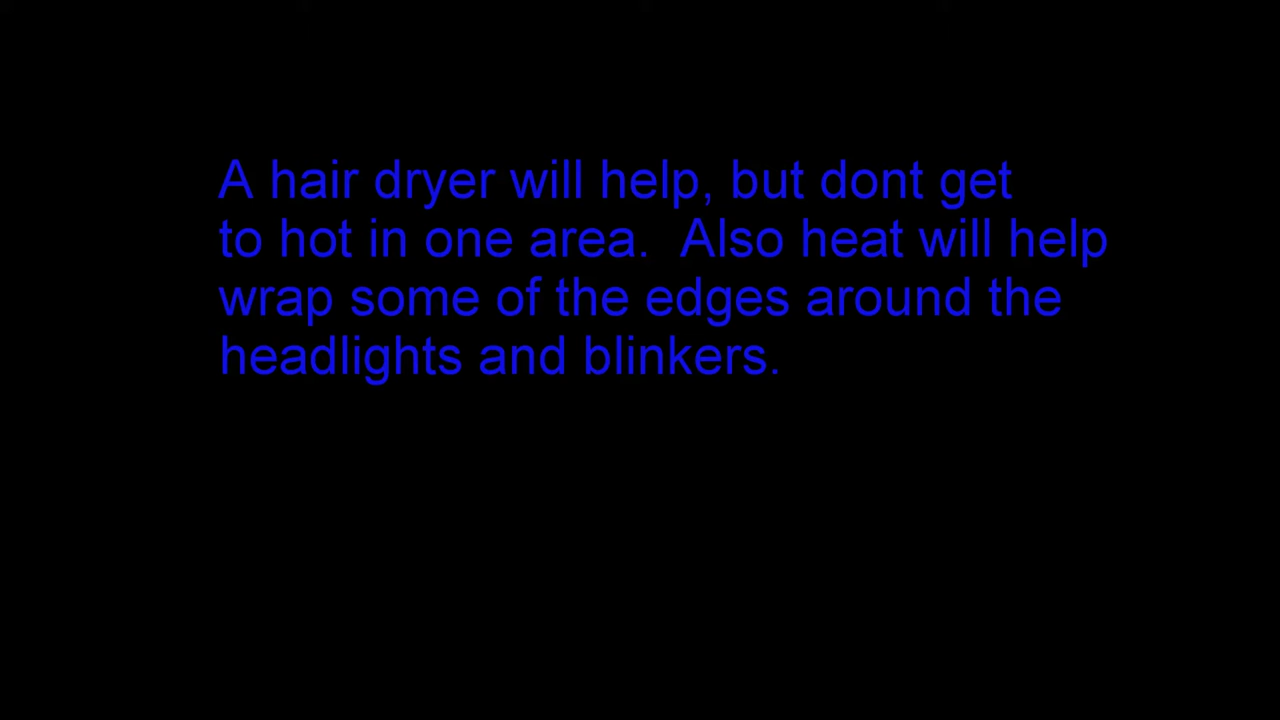 A hair dryer will help, but dont get
to hot in one area.  Also heat will help
wrap some of the edges around the
headlights and blinkers.